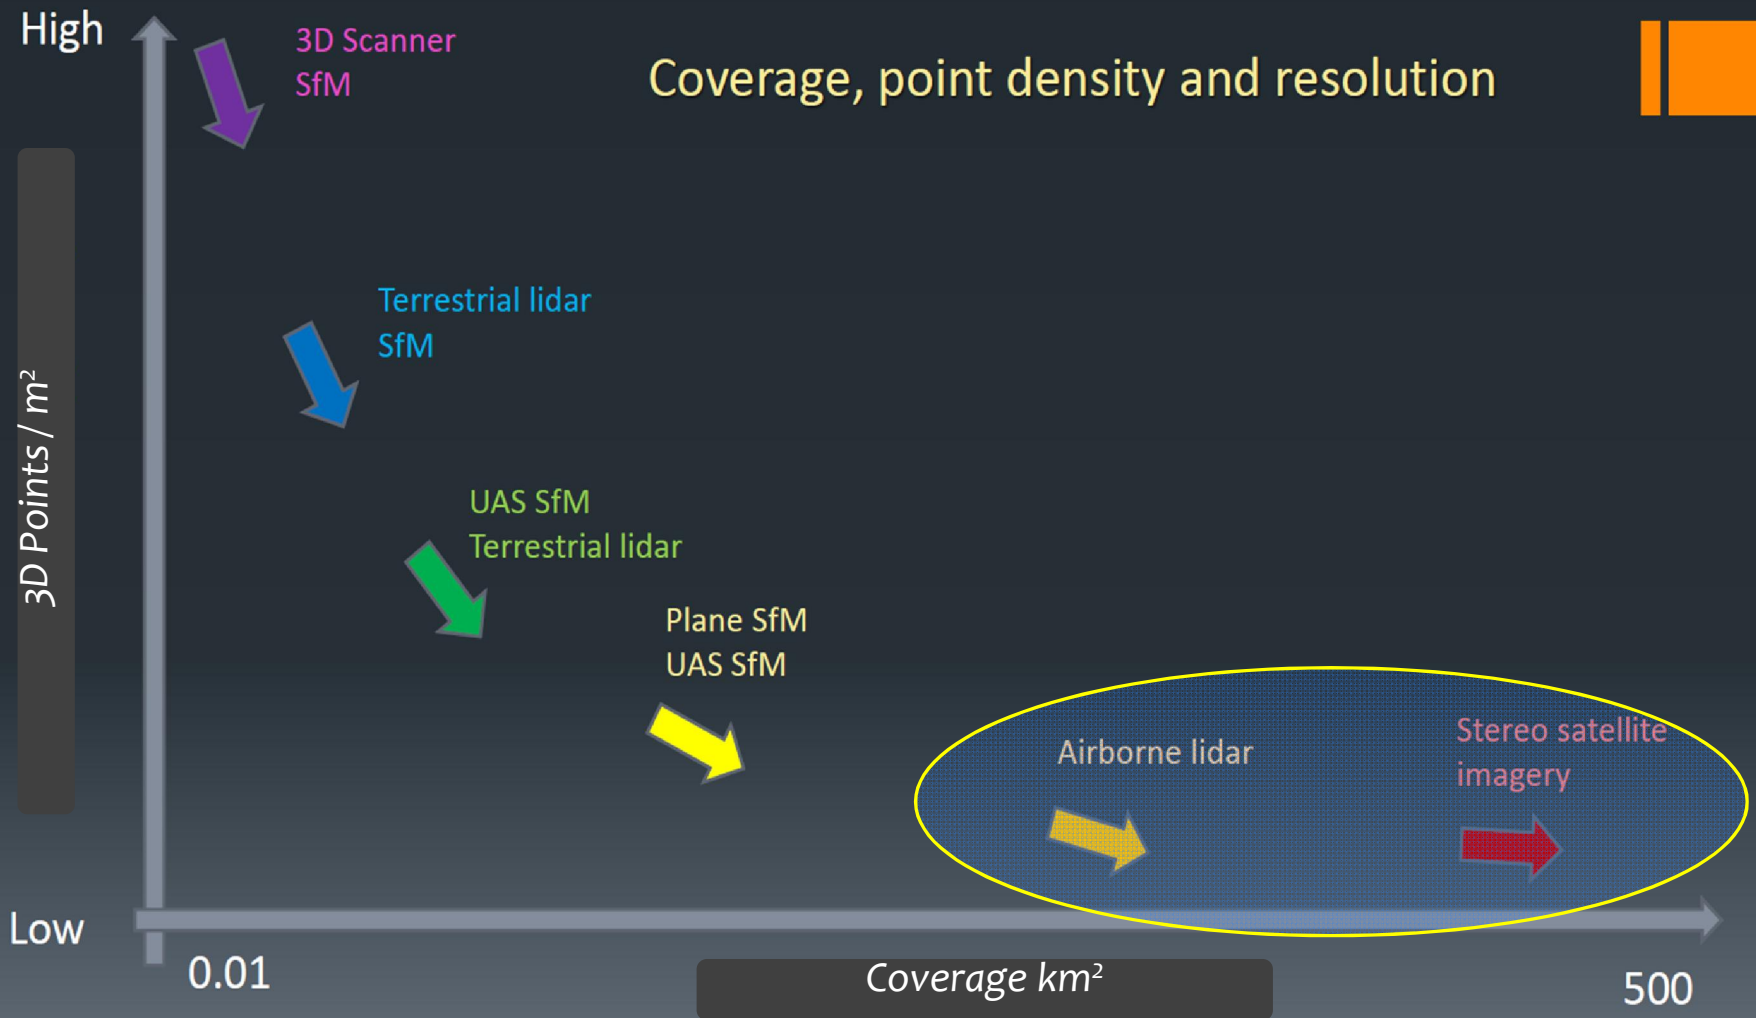 High
3D Scanner
SfM
Coverage, point density and resolution
Terrestrial lidar
SfM
3D Points / m²
UAS SfM
Terrestrial lidar
Plane SfM
UAS SfM
Airborne lidar
Stereo satellite
imagery
Low
0.01
Coverage km²
500